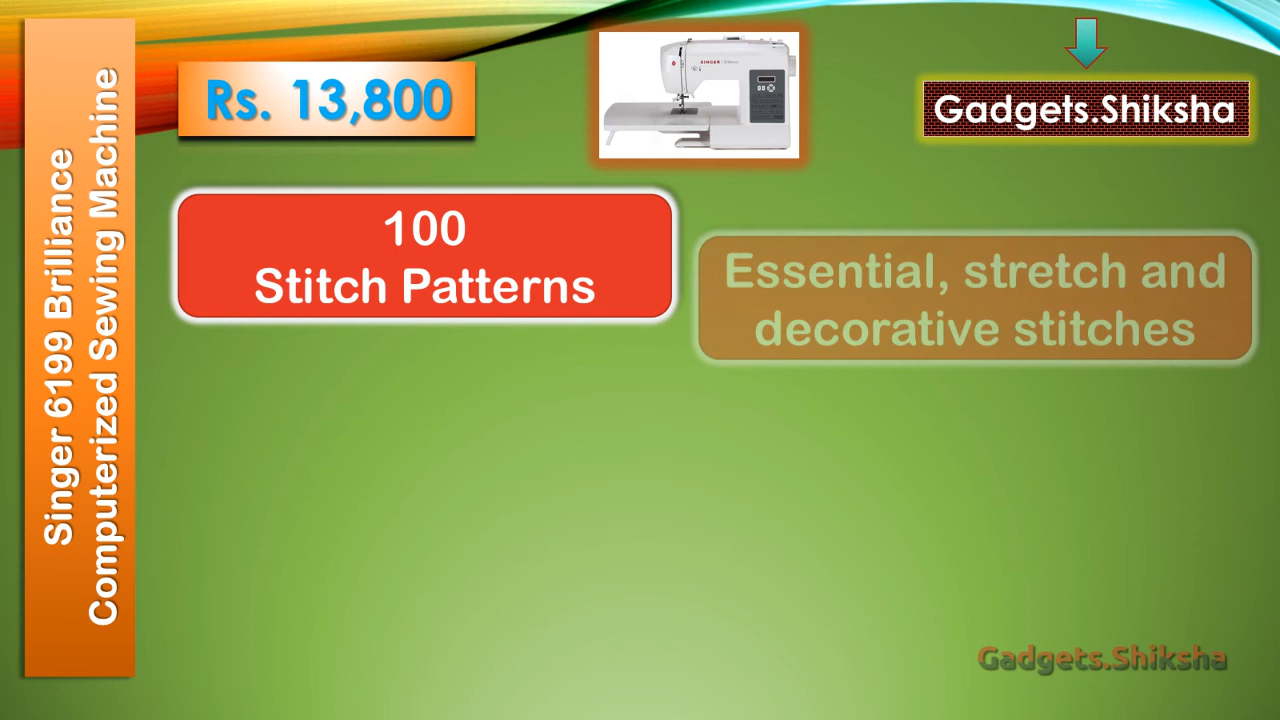 Singer 6199 Brilliance
Computerized Sewing Machine
Rs. 13,800
SINGER
Gadgets.Shiksha
100
Stitch Patterns
Essential, stretch and
decorative stitches
Gadgets.Shiksha